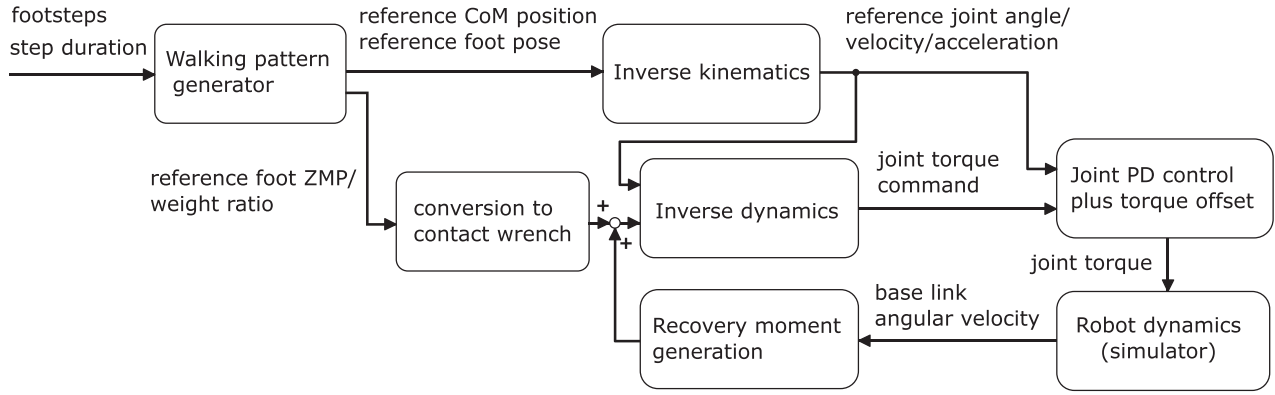 footsteps
step duration
Walking pattern
generator
reference CoM position
reference foot pose
Inverse kinematics
reference joint angle/
velocity/acceleration
reference foot ZMP/
weight ratio
conversion to
contact wrench
+
+
Inverse dynamics
joint torque
command
Joint PD control
plus torque offset
joint torque
Recovery moment
generation
base link
angular velocity
Robot dynamics
(simulator)